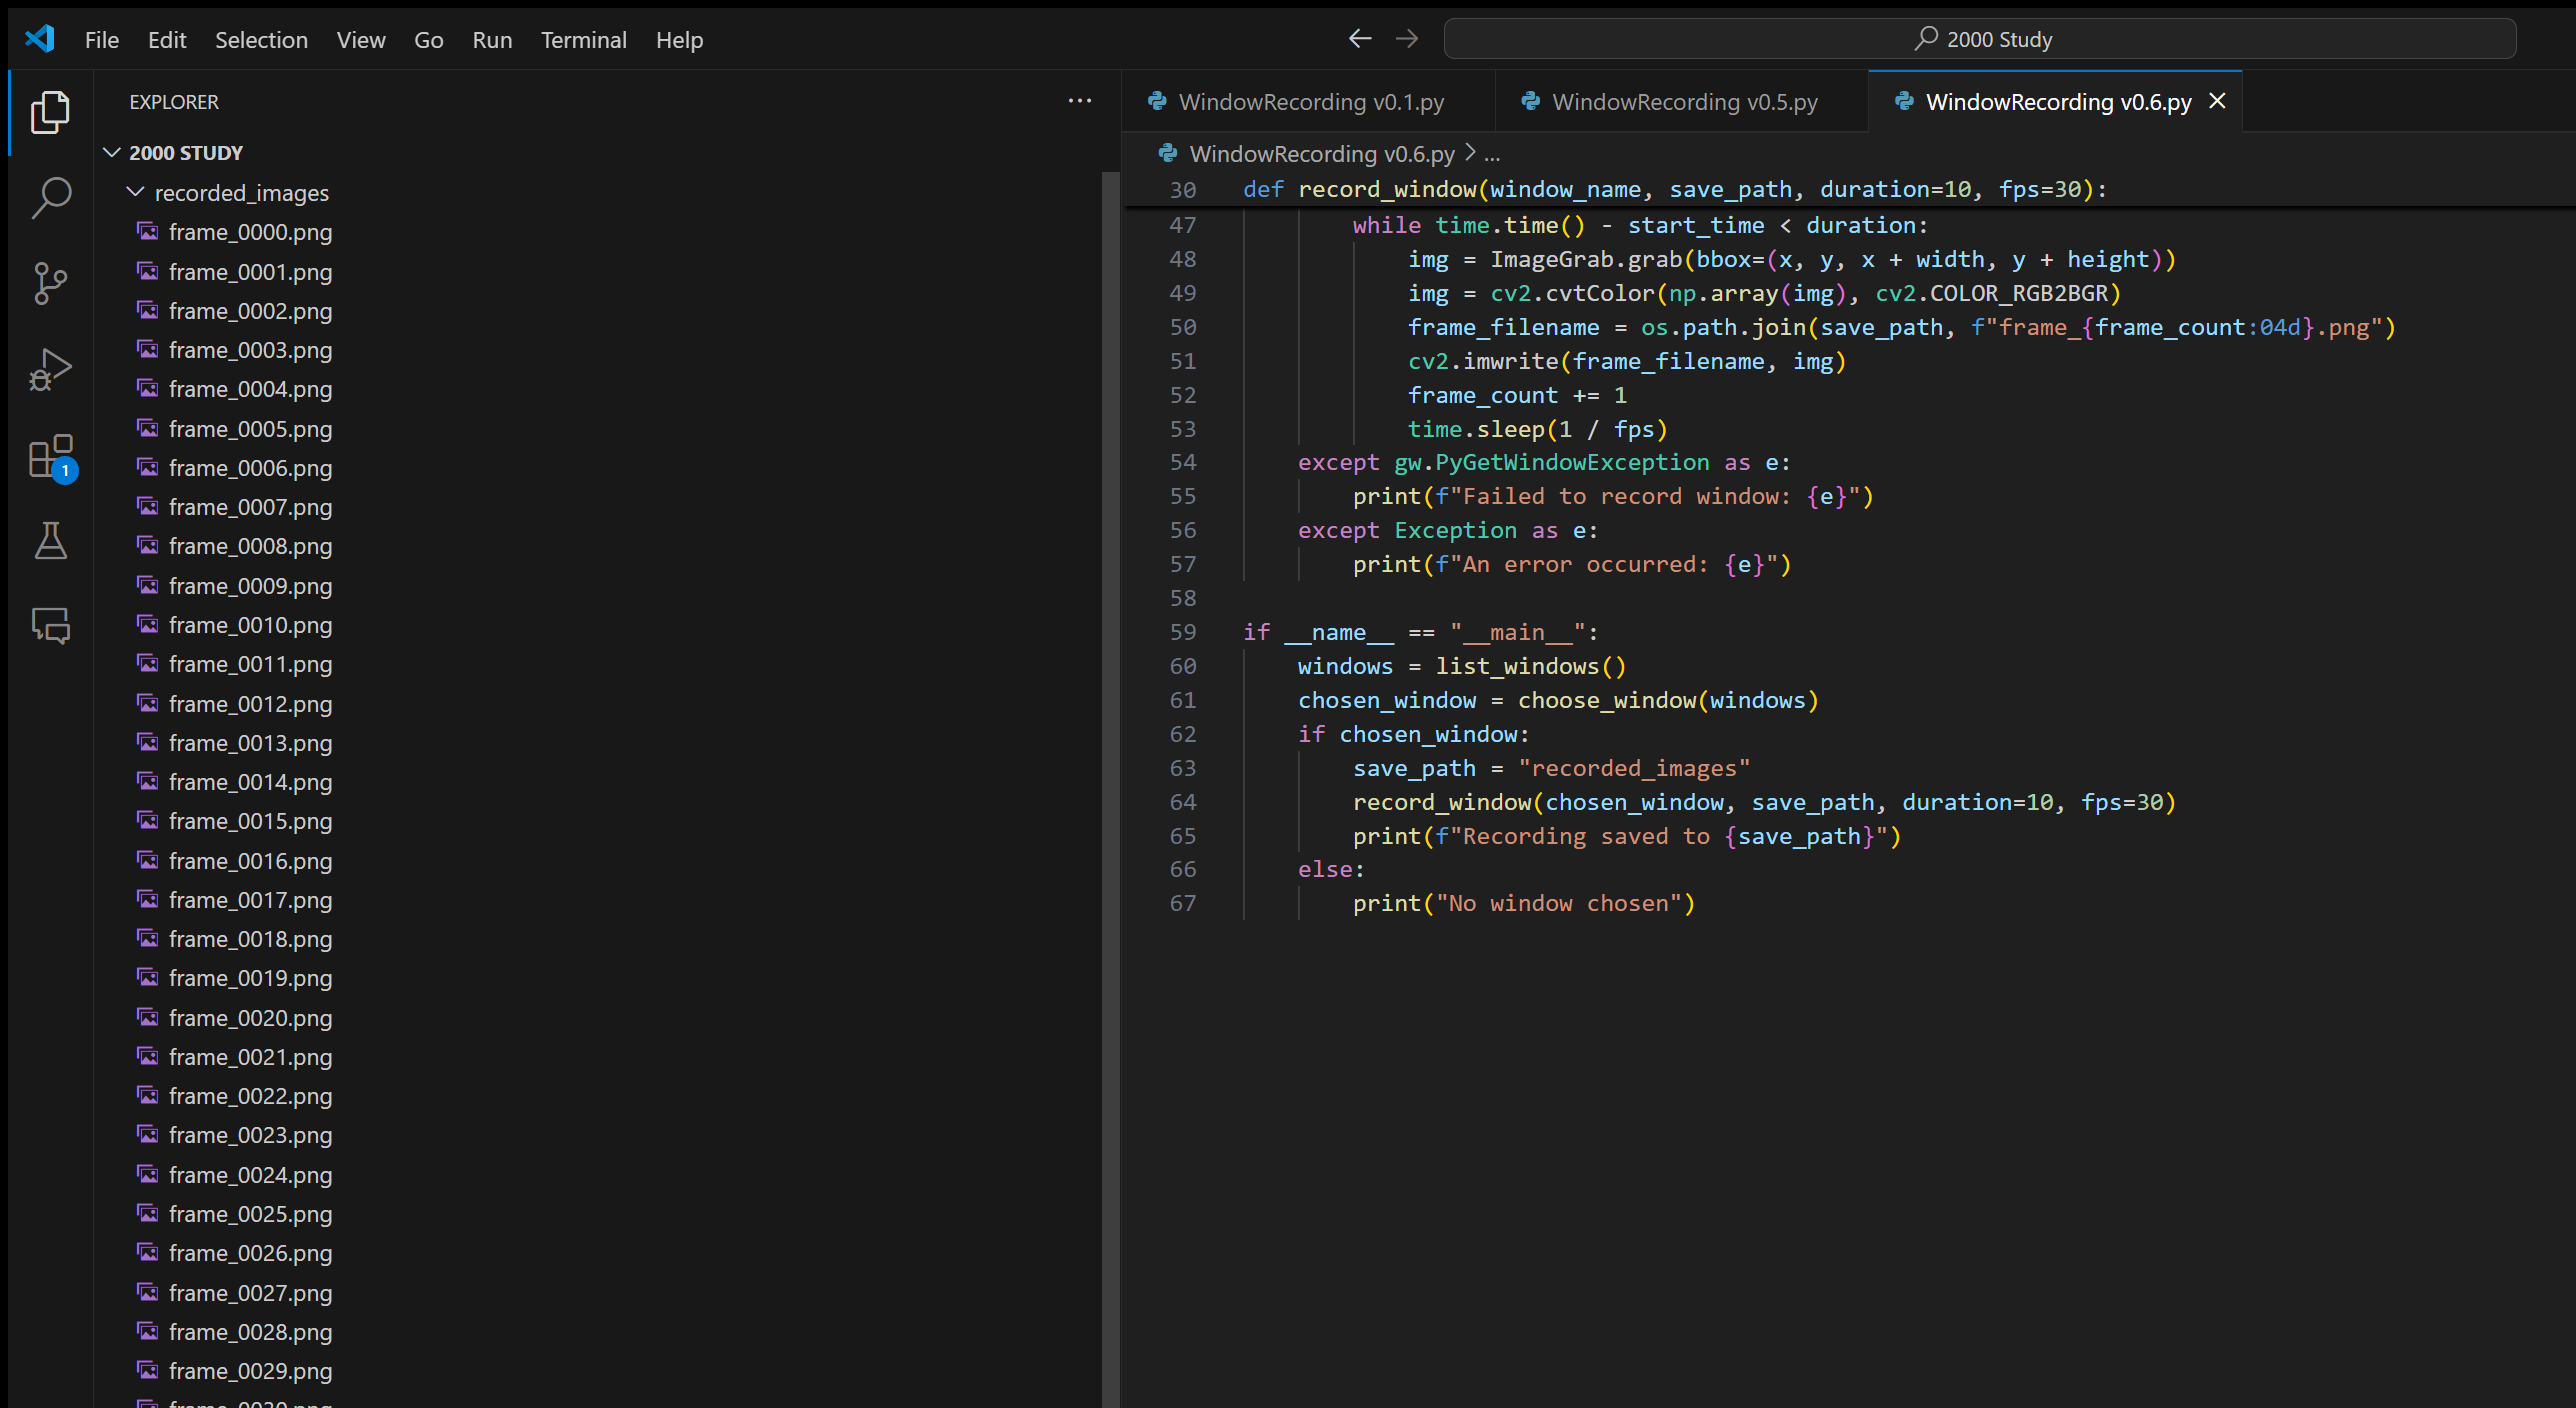 File Edit Selection View Go Run Terminal Help
2000 Study
EXPLORER
2000 STUDY
recorded_images
frame_0000.png
frame_0001.png
frame_0002.png
frame_0003.png
frame_0004.png
frame_0005.png
frame_0006.png
frame_0007.png
frame_0008.png
frame_0009.png
frame_0010.png
frame_0011.png
frame_0012.png
frame_0013.png
frame_0014.png
frame_0015.png
frame_0016.png
frame_0017.png
frame_0018.png
frame_0019.png
frame_0020.png
frame_0021.png
frame_0022.png
frame_0023.png
frame_0024.png
frame_0025.png
frame_0026.png
frame_0027.png
frame_0028.png
frame_0029.png
1
WindowRecording v0.1.py WindowRecording v0.5.py WindowRecording v0.6.py
WindowRecording v0.6.py > ...
30 def record_window(window_name, save_path, duration=10, fps=30):
47 while time.time() - start_time < duration:
48 img = ImageGrab.grab(bbox=(x, y, x + width, y + height))
49 img = cv2.cvtColor(np.array(img), cv2.COLOR_RGB2BGR)
50 frame_filename = os.path.join(save_path, f"frame_{frame_count:04d}.png")
51 cv2.imwrite(frame_filename, img)
52 frame_count += 1
53 time.sleep(1 / fps)
54 except gw.PyGetWindowException as e:
55 print(f"Failed to record window: {e}")
56 except Exception as e:
57 print(f"An error occurred: {e}")
58
59 if __name__ == "__main__":
60 windows = list_windows()
61 chosen_window = choose_window(windows)
62 if chosen_window:
63 save_path = "recorded_images"
64 record_window(chosen_window, save_path, duration=10, fps=30)
65 print(f"Recording saved to {save_path}")
66 else:
67 print("No window chosen")